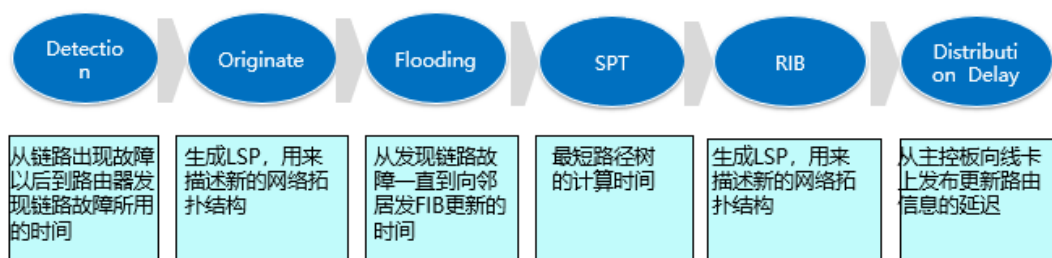 Detectio
n
Originate
Flooding
SPT
RIB
Distributi
on Delay
从链路出现故障
以后到路由器发
现链路故障所用
的时间
生成LSP，用来
描述新的网络拓
扑结构
从发现链路故
障一直到向邻
居发FIB更新的
时间
最短路径树
的计算时间
生成LSP，用来
描述新的网络拓
扑结构
从主控板向线卡
上发布更新路由
信息的延迟